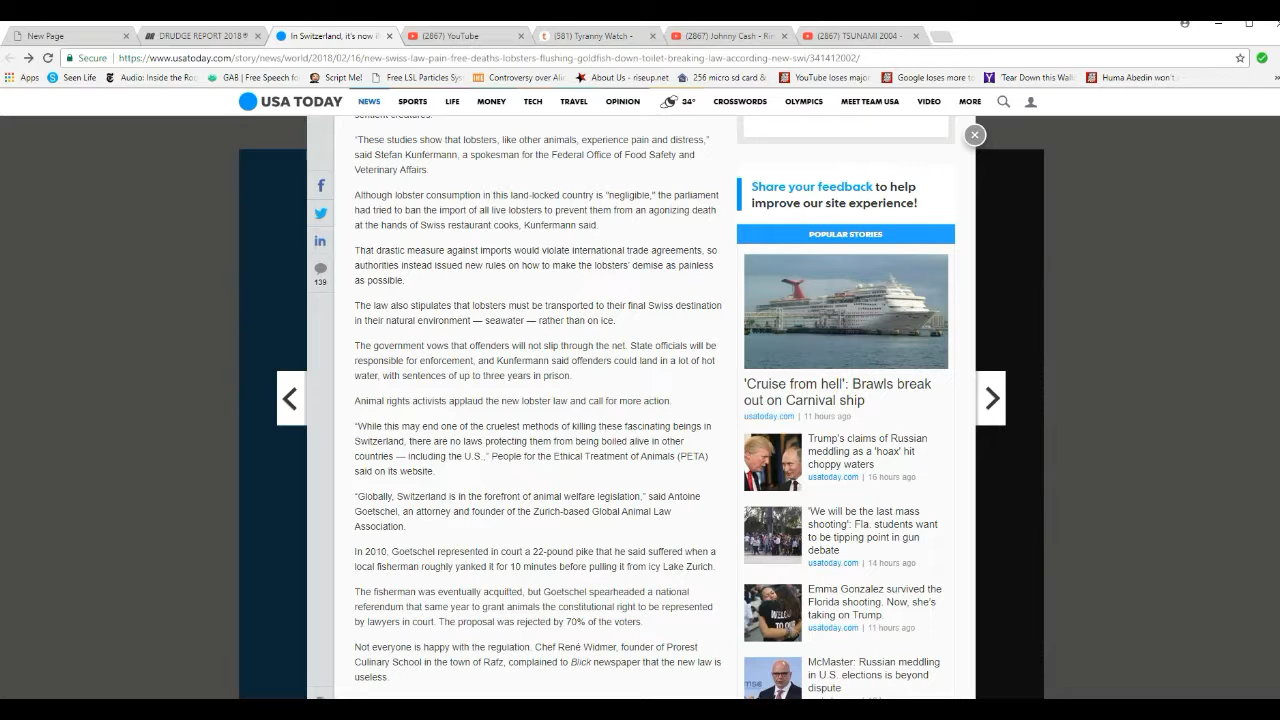 New Page
DRUDGE REPORT 2018®
In Switzerland, it's now i
(2867) YouTube
(381) Tyranny Watch -
(2867) Johnny Cash - R
(2867) TSUNAMI 2004 -
Secure | https://www.usatoday.com/story/news/world/2018/02/16/new-swiss-law-pain-free-deaths-lobsters-flushing-goldfish-down-toilet-breaking-law-according-new-swi/341412002/
Apps
Seen Life
Audio: Inside the Ro
GAB | Free Speech fo
Script Me!
Free LSL Particle Sys
Controversy over Ali
About Us - riseup.net
256 micro sd card &
YouTube loses major
Google loses more to
Tear Down this Wall
Huma Abedin won't
USA TODAY
NEWS
SPORTS
LIFE
MONEY
TECH
TRAVEL
OPINION
34°
CROSSWORDS
OLYMPICS
MEET TEAM USA
VIDEO
MORE
sentient creatures.
"These studies show that lobsters, like other animals, experience pain and distress,"
said Stefan Kunfermann, a spokesman for the Federal Office of Food Safety and
Veterinary Affairs.
Although lobster consumption in this land-locked country is "negligible," the parliament
had tried to ban the import of all live lobsters to prevent them from an agonizing death
at the hands of Swiss restaurant cooks, Kunfermann said.
That drastic measure against imports would violate international trade agreements, so
authorities instead issued new rules on how to make the lobsters' demise as painless
as possible.
The law also stipulates that lobsters must be transported to their final Swiss destination
in their natural environment — seawater — rather than on ice.
The government vows that offenders will not slip through the net. State officials will be
responsible for enforcement, and Kunfermann said offenders could land in a lot of hot
water, with sentences of up to three years in prison.
Animal rights activists applaud the new lobster law and call for more action.
"While this may end one of the cruelest methods of killing these fascinating beings in
Switzerland, there are no laws protecting them from being boiled alive in other
countries — including the U.S.," People for the Ethical Treatment of Animals (PETA)
said on its website.
"Globally, Switzerland is in the forefront of animal welfare legislation," said Antoine
Goetschel, an attorney and founder of the Zurich-based Global Animal Law
Association.
In 2010, Goetschel represented in court a 22-pound pike that he said suffered when a
local fisherman roughly yanked it for 10 minutes before pulling it from icy Lake Zurich.
The fisherman was eventually acquitted, but Goetschel spearheaded a national
referendum that same year to grant animals the constitutional right to be represented
by lawyers in court. The proposal was rejected by 70% of the voters.
Not everyone is happy with the regulation. Chef René Widmer, founder of Prorest
Culinary School in the town of Rafz, complained to Blick newspaper that the new law is
useless.
139
Share your feedback to help
improve our site experience!
POPULAR STORIES
'Cruise from hell': Brawls break
out on Carnival ship
usatoday.com | 11 hours ago
Trump's claims of Russian
meddling as a 'hoax' hit
choppy waters
usatoday.com | 16 hours ago
'We will be the last mass
shooting': Fla. students want
to be tipping point in gun
debate
usatoday.com | 14 hours ago
Emma Gonzalez survived the
Florida shooting. Now, she's
taking on Trump.
usatoday.com | 11 hours ago
McMaster: Russian meddling
in U.S. elections is beyond
dispute